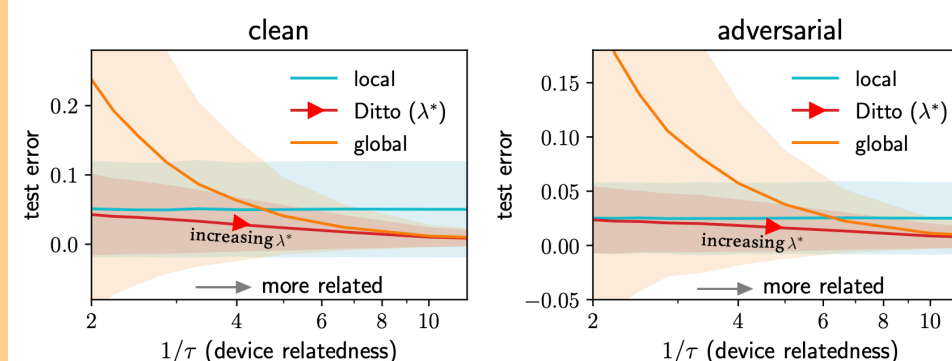 clean
test error
0.2
0.1
0.0
local
Ditto (λ*)
global
increasing λ*
more related
2
4
6
8
10
1/τ (device relatedness)
adversarial
test error
0.15
0.10
0.05
0.00
−0.05
local
Ditto (λ*)
global
increasing λ*
more related
2
4
6
8
10
1/τ (device relatedness)